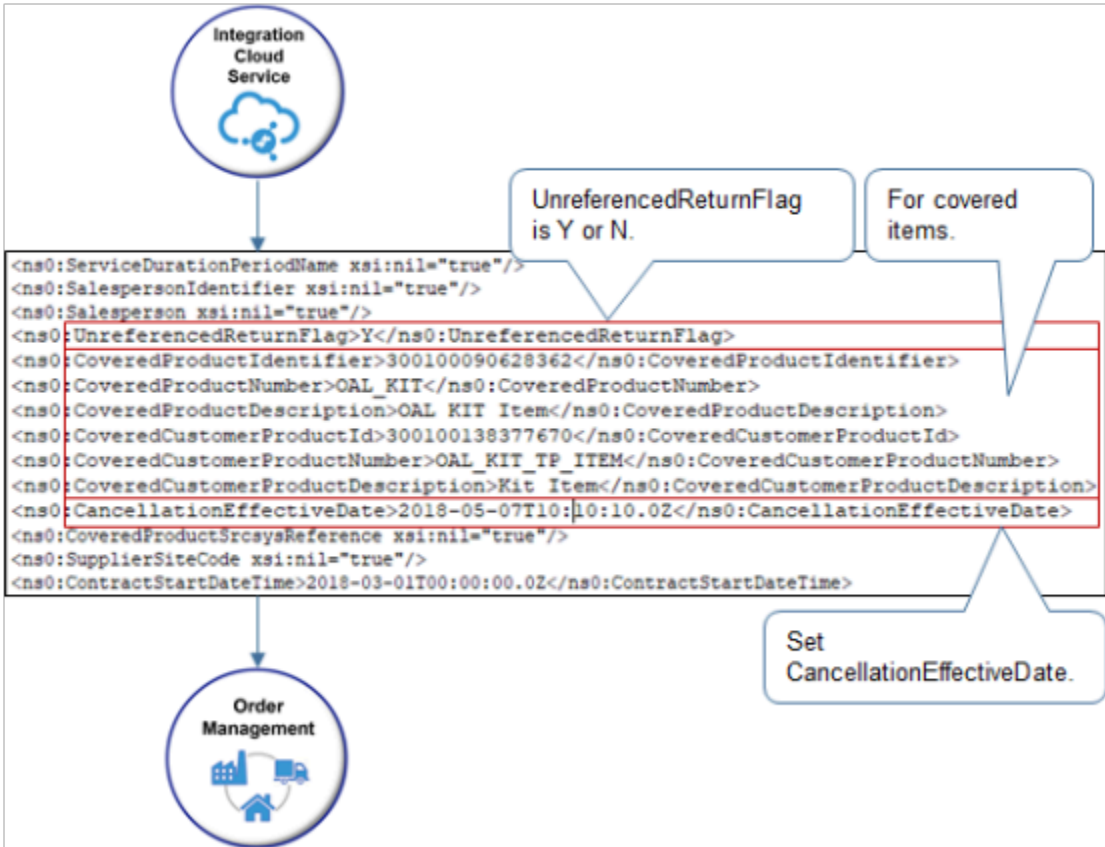 Integration
Cloud
Service
UnreferencedReturnFlag
is Y or N.
For covered
items.
<ns0:ServiceDurationPeriodName xsi:nil="true"/>
<ns0:SalespersonIdentifier xsi:nil="true"/>
<ns0:Salesperson xsi:nil="true"/>
<ns0:UnreferencedReturnFlag>Y</ns0:UnreferencedReturnFlag>
<ns0:CoveredProductIdentifier>300100090628362</ns0:CoveredProductIdentifier>
<ns0:CoveredProductNumber>OAL_KIT</ns0:CoveredProductNumber>
<ns0:CoveredProductDescription>OAL KIT Item</ns0:CoveredProductDescription>
<ns0:CoveredCustomerProductId>300100138377670</ns0:CoveredCustomerProductId>
<ns0:CoveredCustomerProductNumber>OAL_KIT_TP_ITEM</ns0:CoveredCustomerProductNumber>
<ns0:CoveredCustomerProductDescription>Kit Item</ns0:CoveredCustomerProductDescription>
<ns0:CancellationEffectiveDate>2018-05-07T10:10:10.0Z</ns0:CancellationEffectiveDate>
<ns0:CoveredProductSrcsysReference xsi:nil="true"/>
<ns0:SupplierSiteCode xsi:nil="true"/>
<ns0:ContractStartDateTime>2018-03-01T00:00:00.0Z</ns0:ContractStartDateTime>
Set
CancellationEffectiveDate.
Order
Management